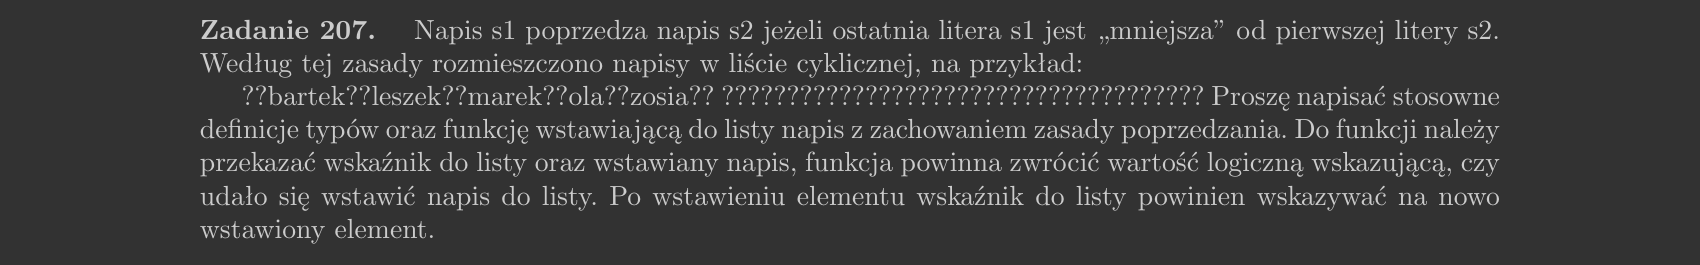 Zadanie 207. Napis s1 poprzedza napis s2 jeżeli ostatnia litera s1 jest „mniejsza” od pierwszej litery s2.
Według tej zasady rozmieszczono napisy w liście cyklicznej, na przykład:
??bartek??leszek??marek??ola??zosia?? ????????????????????????????????????? Proszę napisać stosowne
definicje typów oraz funkcję wstawiającą do listy napis z zachowaniem zasady poprzedzania. Do funkcji należy
przekazać wskaźnik do listy oraz wstawiany napis, funkcja powinna zwrócić wartość logiczną wskazującą, czy
udało się wstawić napis do listy. Po wstawieniu elementu wskaźnik do listy powinien wskazywać na nowo
wstawiony element.